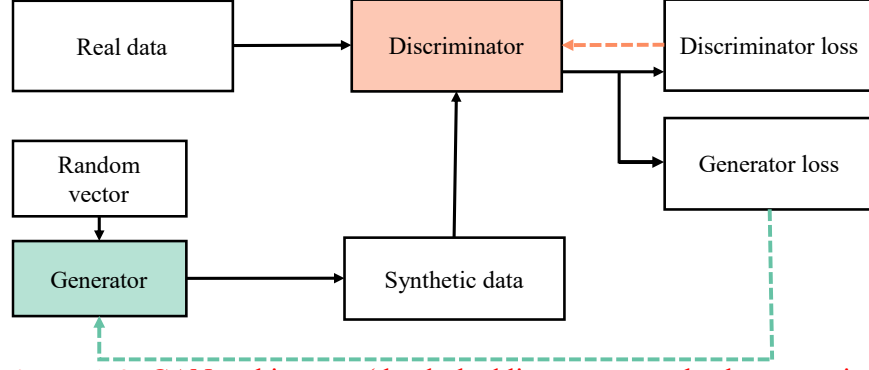 Real data
Discriminator
Discriminator loss
Random
vector
Generator loss
Generator
Synthetic data